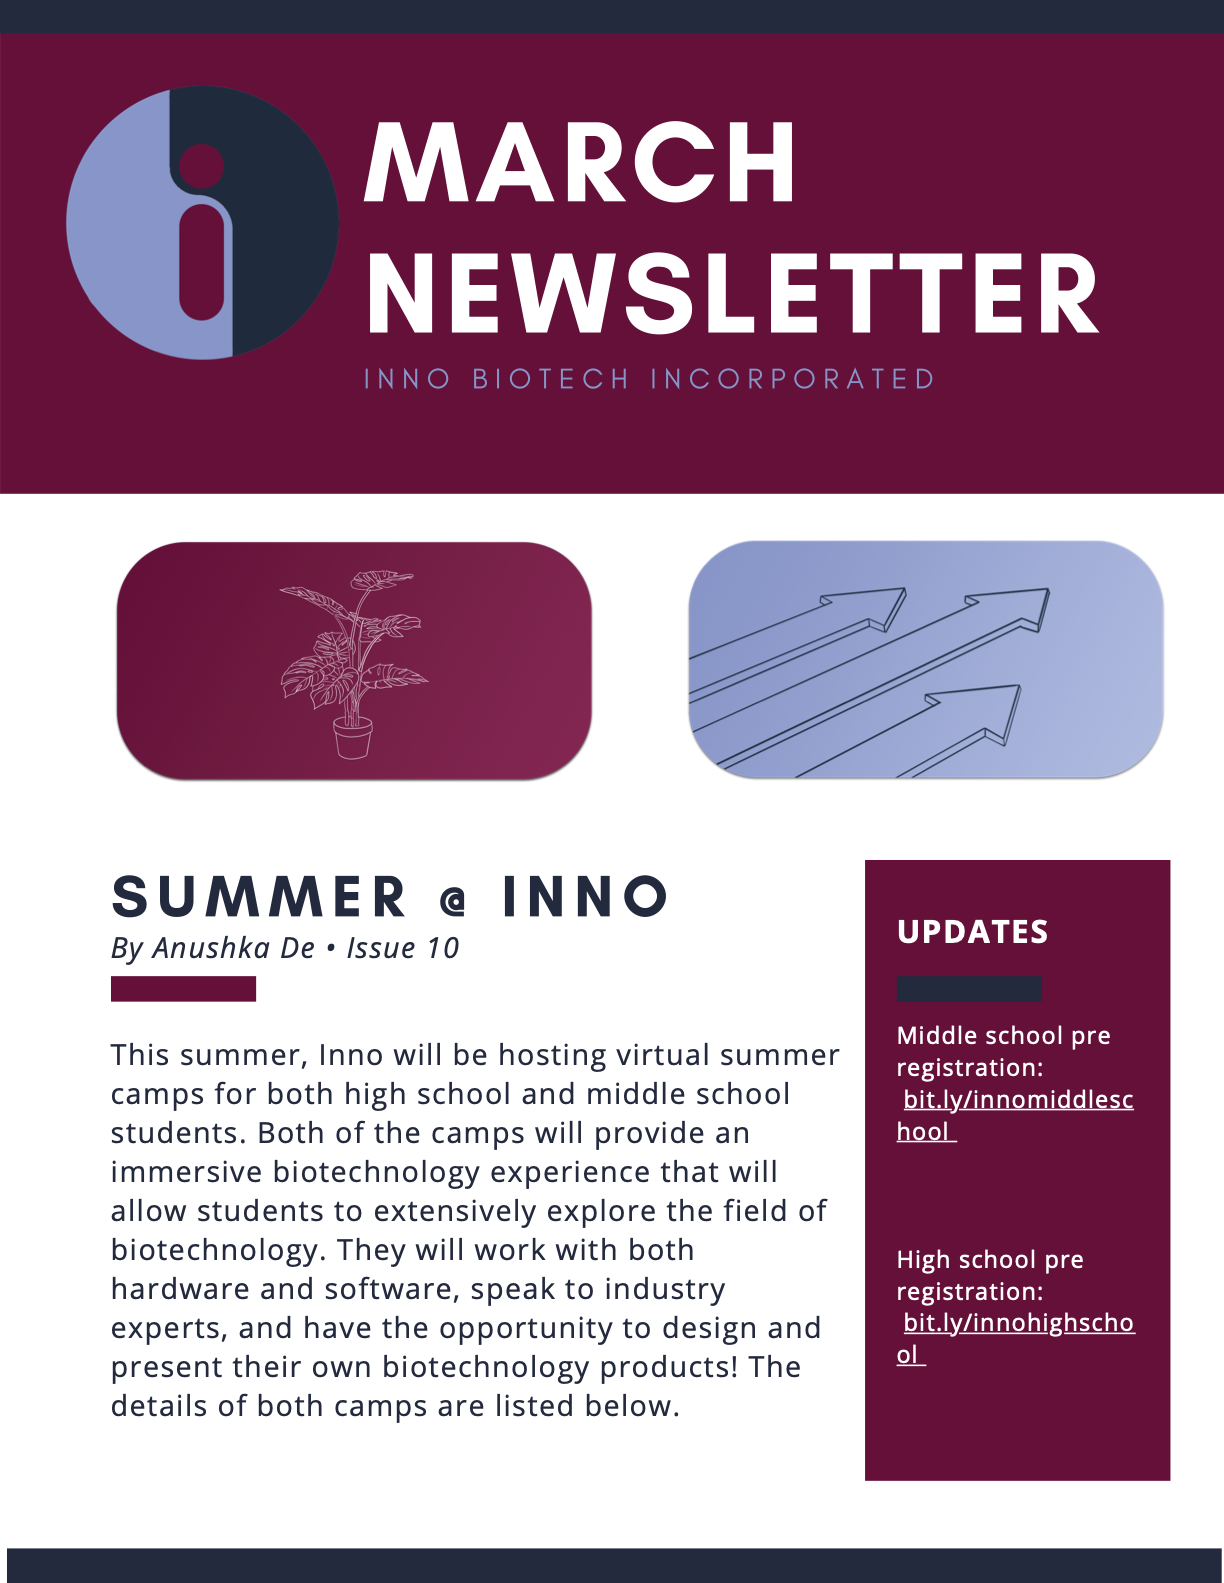 MARCH
NEWSLETTER
INNO BIOTECH INCORPORATED
SUMMER @ INNO
By Anushka De • Issue 10
This summer, Inno will be hosting virtual summer
camps for both high school and middle school
students. Both of the camps will provide an
immersive biotechnology experience that will
allow students to extensively explore the field of
biotechnology. They will work with both
hardware and software, speak to industry
experts, and have the opportunity to design and
present their own biotechnology products! The
details of both camps are listed below.
UPDATES
Middle school pre
registration:
bit.ly/innomiddlesc
hool
High school pre
registration:
bit.ly/innohighscho
ol